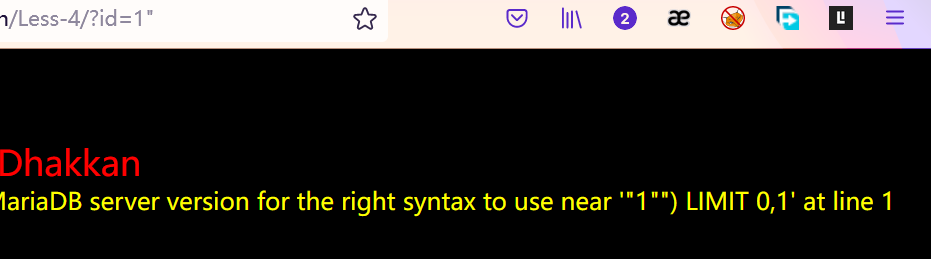 n/Less-4/?id=1"
2
æ
LI
Dhakkan
MariaDB server version for the right syntax to use near '"1"") LIMIT 0,1' at line 1